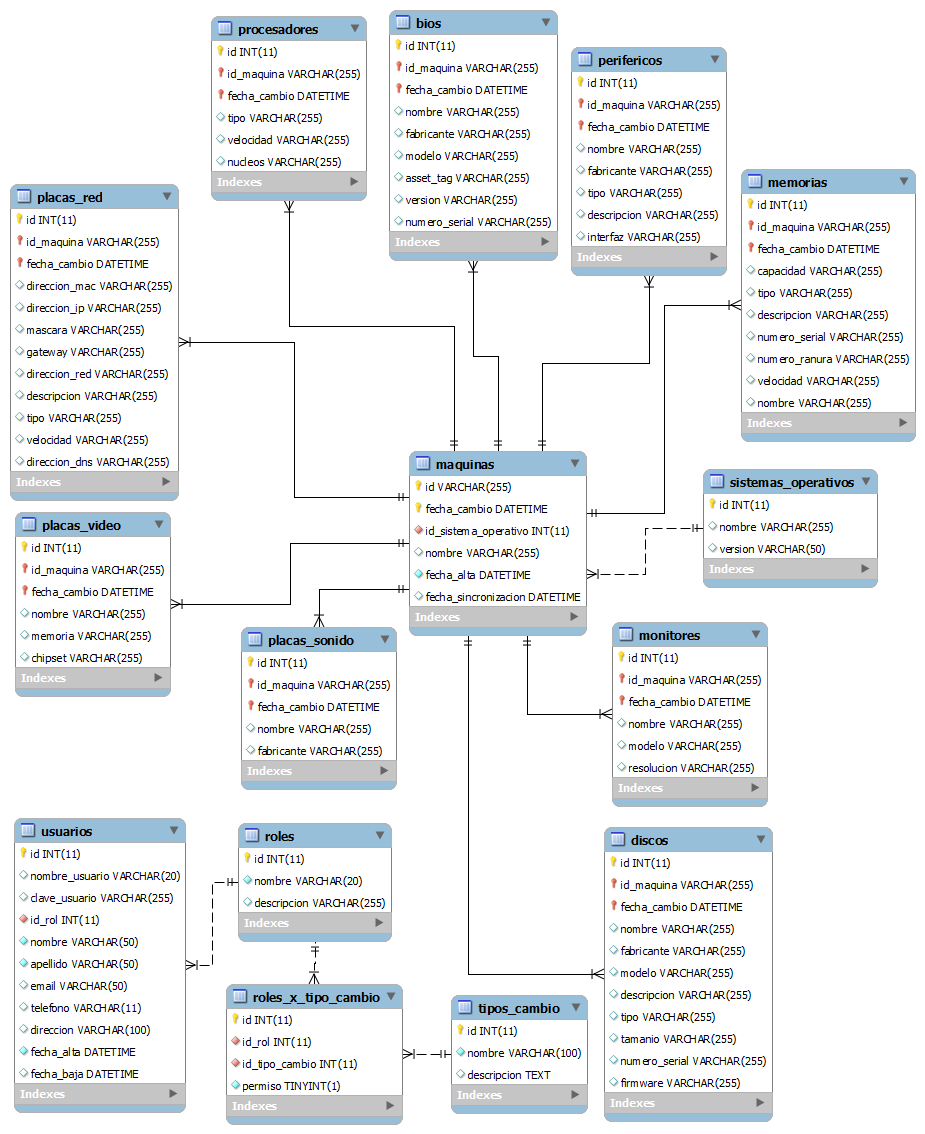 procesadores
id INT(11)
id_maquina VARCHAR(255)
fecha_cambio DATETIME
tipo VARCHAR(255)
velocidad VARCHAR(255)
nucleos VARCHAR(255)
Indexes
bios
id INT(11)
id_maquina VARCHAR(255)
fecha_cambio DATETIME
nombre VARCHAR(255)
fabricante VARCHAR(255)
modelo VARCHAR(255)
asset_tag VARCHAR(255)
version VARCHAR(255)
numero_serial VARCHAR(255)
Indexes
perifericos
id INT(11)
id_maquina VARCHAR(255)
fecha_cambio DATETIME
nombre VARCHAR(255)
fabricante VARCHAR(255)
tipo VARCHAR(255)
descripcion VARCHAR(255)
interfaz VARCHAR(255)
Indexes
memorias
id INT(11)
id_maquina VARCHAR(255)
fecha_cambio DATETIME
capacidad VARCHAR(255)
tipo VARCHAR(255)
descripcion VARCHAR(255)
numero_serial VARCHAR(255)
numero_ranura VARCHAR(255)
velocidad VARCHAR(255)
nombre VARCHAR(255)
Indexes
placas_red
id INT(11)
id_maquina VARCHAR(255)
fecha_cambio DATETIME
direccion_mac VARCHAR(255)
direccion_ip VARCHAR(255)
mascara VARCHAR(255)
gateway VARCHAR(255)
direccion_red VARCHAR(255)
descripcion VARCHAR(255)
tipo VARCHAR(255)
velocidad VARCHAR(255)
direccion_dns VARCHAR(255)
Indexes
maquinas
id VARCHAR(255)
fecha_cambio DATETIME
id_sistema_operativo INT(11)
nombre VARCHAR(255)
fecha_alta DATETIME
fecha_sincronizacion DATETIME
Indexes
sistemas_operativos
id INT(11)
nombre VARCHAR(255)
version VARCHAR(50)
Indexes
placas_video
id INT(11)
id_maquina VARCHAR(255)
fecha_cambio DATETIME
nombre VARCHAR(255)
memoria VARCHAR(255)
chipset VARCHAR(255)
Indexes
placas_sonido
id INT(11)
id_maquina VARCHAR(255)
fecha_cambio DATETIME
nombre VARCHAR(255)
fabricante VARCHAR(255)
Indexes
monitores
id INT(11)
id_maquina VARCHAR(255)
fecha_cambio DATETIME
nombre VARCHAR(255)
modelo VARCHAR(255)
resolucion VARCHAR(255)
Indexes
usuarios
id INT(11)
nombre_usuario VARCHAR(20)
clave_usuario VARCHAR(255)
id_rol INT(11)
nombre VARCHAR(50)
apellido VARCHAR(50)
email VARCHAR(50)
telefono VARCHAR(11)
direccion VARCHAR(100)
fecha_alta DATETIME
fecha_baja DATETIME
Indexes
roles
id INT(11)
nombre VARCHAR(20)
descripcion VARCHAR(255)
Indexes
roles_x_tipo_cambio
id INT(11)
id_rol INT(11)
id_tipo_cambio INT(11)
permiso TINYINT(1)
Indexes
tipos_cambio
id INT(11)
nombre VARCHAR(100)
descripcion TEXT
Indexes
discos
id INT(11)
id_maquina VARCHAR(255)
fecha_cambio DATETIME
nombre VARCHAR(255)
fabricante VARCHAR(255)
modelo VARCHAR(255)
descripcion VARCHAR(255)
tipo VARCHAR(255)
tamanio VARCHAR(255)
numero_serial VARCHAR(255)
firmware VARCHAR(255)
Indexes